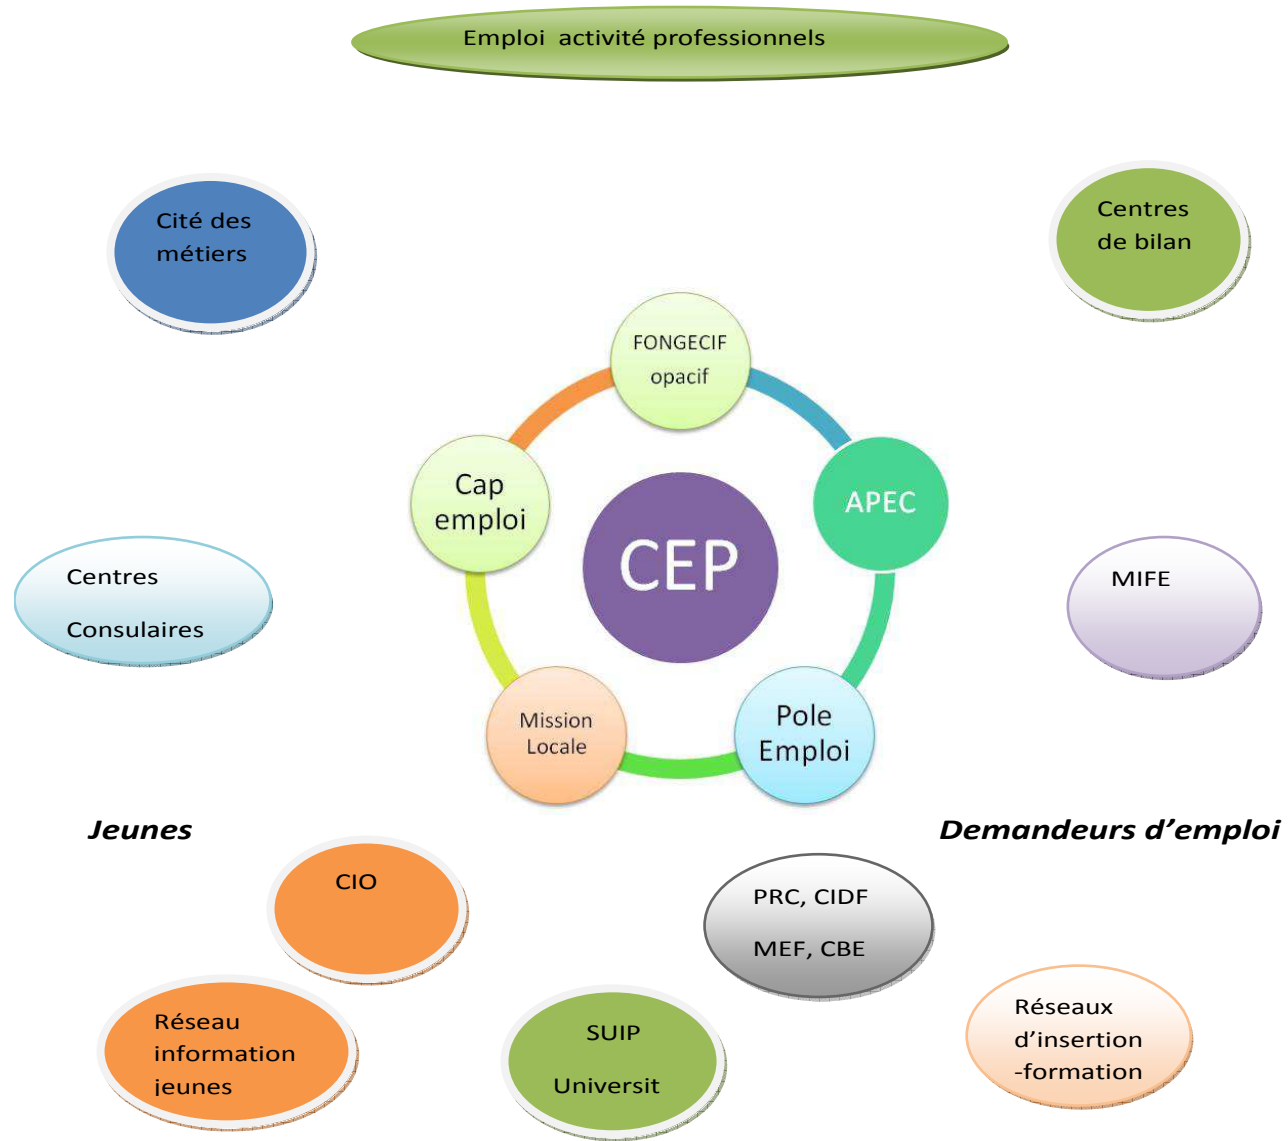 Emploi activité professionnels
Cité des
métiers
Centres
de bilan
FONGECIF
opacif
Cap
emploi
APEC
CEP
Centres
Consulaires
MIFE
Mission
Locale
Pole
Emploi
Jeunes
Demandeurs d’emploi
CIO
PRC, CIDF
MEF, CBE
Réseau
information
jeunes
SUIP
Universit
Réseaux
d’insertion
-formation